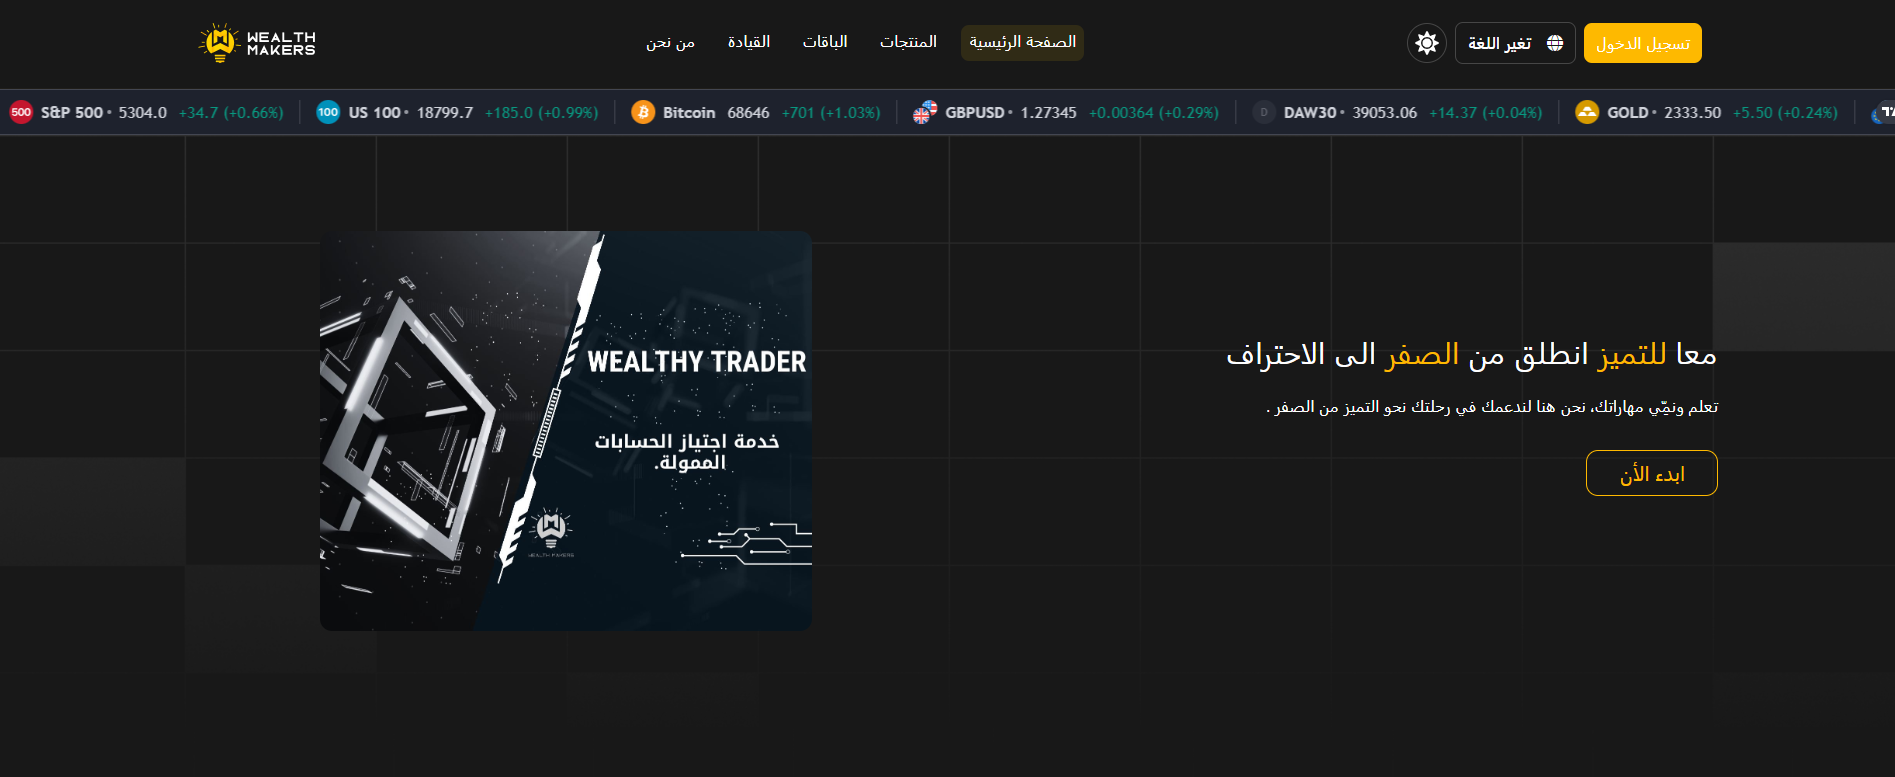 WEALTH
MAKERS
الصفحة الرئيسية
المنتجات
الباقات
القيادة
من نحن
تغير اللغة
تسجيل الدخول
500 S&P 500 • 5304.0 +34.7 (+0.66%)
100 US 100 • 18799.7 +185.0 (+0.99%)
Bitcoin 68646 +701 (+1.03%)
GBPUSD • 1.27345 +0.00364 (+0.29%)
D DAW30 • 39053.06 +14.37 (+0.04%)
GOLD • 2333.50 +5.50 (+0.24%)
معا للتميز انطلق من الصفر الى الاحتراف
تعلم ونمّي مهاراتك، نحن هنا لندعمك في رحلتك نحو التميز من الصفر .
ابدء الأن
WEALTHY TRADER
خدمة اجتياز الحسابات
الممولة.
WEALTH MAKERS